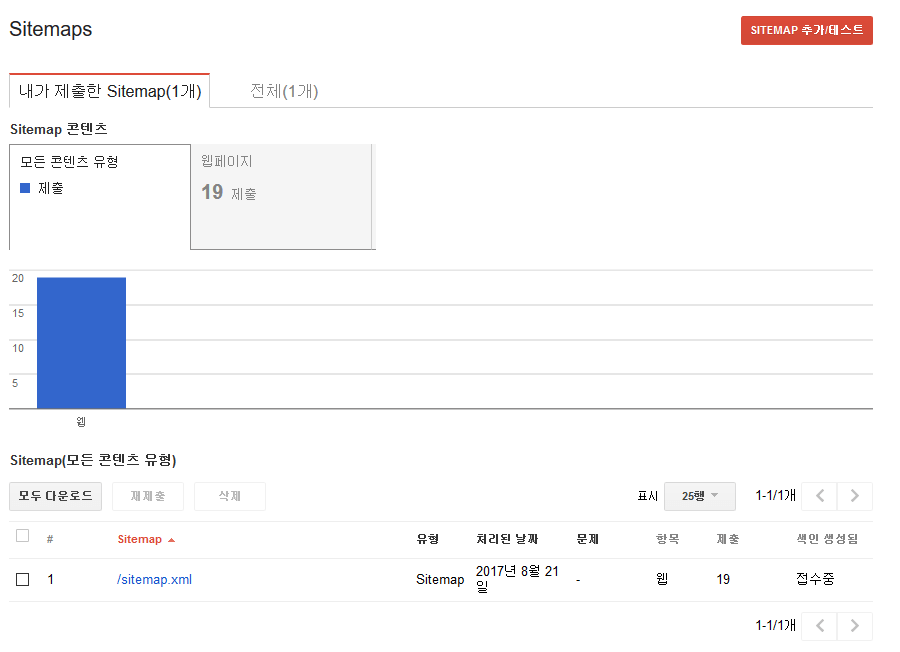 Sitemaps
SITEMAP 추가/테스트
내가 제출한 Sitemap(1개)
전체(1개)
Sitemap 콘텐츠
모든 콘텐츠 유형
제출
웹페이지
19 제출
20
15
10
5
웹
Sitemap(모든 콘텐츠 유형)
모두 다운로드 재제출 삭제 표시 25행 1-1/1개
# Sitemap 유형 처리된 날짜 문제 항목 제출 색인 생성됨
1 /sitemap.xml Sitemap 2017년 8월 21
일 - 웹 19 접수중
1-1/1개